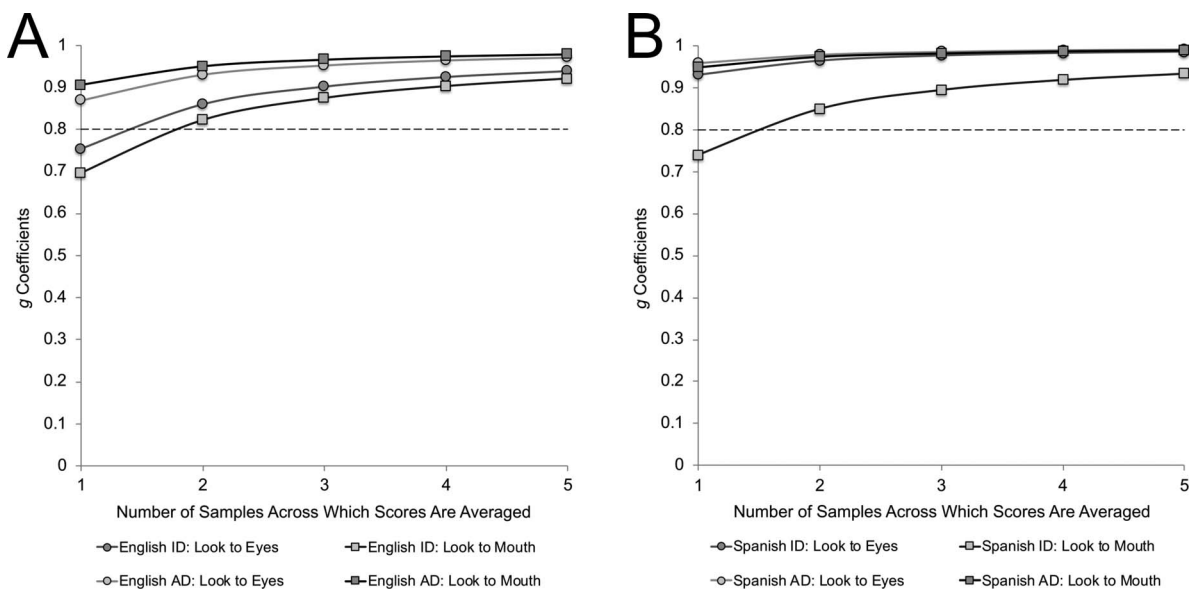 A
1
0.9
0.8
0.7
0.6
0.5
0.4
0.3
0.2
0.1
0
g Coefficients
1 2 3 4 5
Number of Samples Across Which Scores Are Averaged
English ID: Look to Eyes
English ID: Look to Mouth
English AD: Look to Eyes
English AD: Look to Mouth
B
1
0.9
0.8
0.7
0.6
0.5
0.4
0.3
0.2
0.1
0
g Coefficients
1 2 3 4 5
Number of Samples Across Which Scores Are Averaged
Spanish ID: Look to Eyes
Spanish ID: Look to Mouth
Spanish AD: Look to Eyes
Spanish AD: Look to Mouth